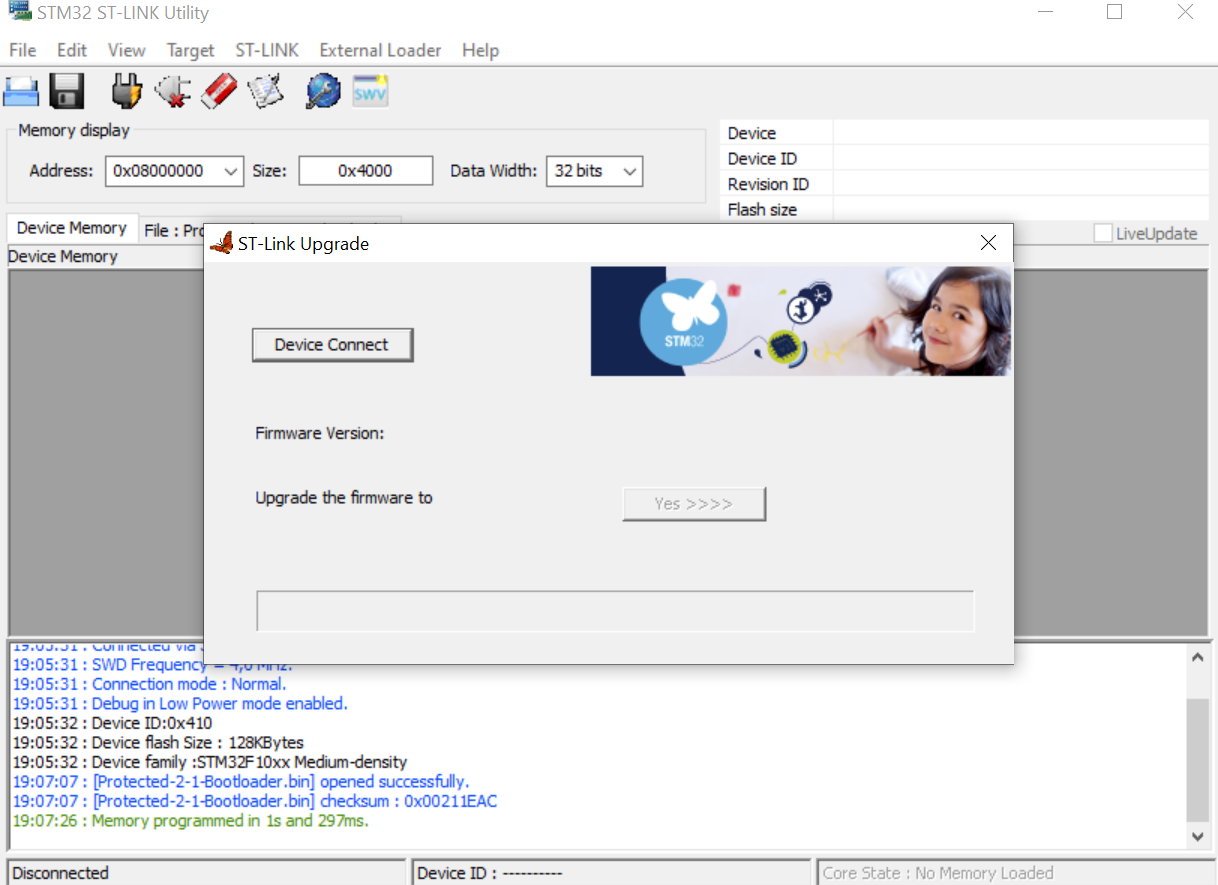 STM32 ST-LINK Utility
File Edit View Target ST-LINK External Loader Help
SWV
Memory display
Address: 0x08000000 Size: 0x4000 Data Width: 32 bits
Device
Device ID
Revision ID
Flash size
LiveUpdate
Device Memory File :
Device Memory
ST-Link Upgrade
STM32
Device Connect
Firmware Version:
Upgrade the firmware to
Yes >>>>
19:05:31 : Connected via
19:05:31 : SWD Frequency = 4,0 MHz.
19:05:31 : Connection mode : Normal.
19:05:31 : Debug in Low Power mode enabled.
19:05:32 : Device ID:0x410
19:05:32 : Device flash Size : 128KBytes
19:05:32 : Device family :STM32F10xx Medium-density
19:07:07 : [Protected-2-1-Bootloader.bin] opened successfully.
19:07:07 : [Protected-2-1-Bootloader.bin] checksum : 0x00211EAC
19:07:26 : Memory programmed in 1s and 297ms.
Disconnected
Device ID : ----------
Core State : No Memory Loaded